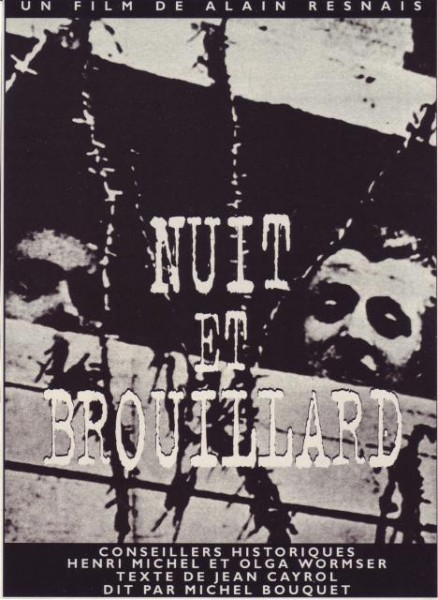 UN FILM DE ALAIN RESNAIS
NUIT
ET
BROUILLARD
CONSEILLERS HISTORIQUES
HENRI MICHEL ET OLGA WORMSER
TEXTE DE JEAN CAYROL
DIT PAR MICHEL BOUQUET